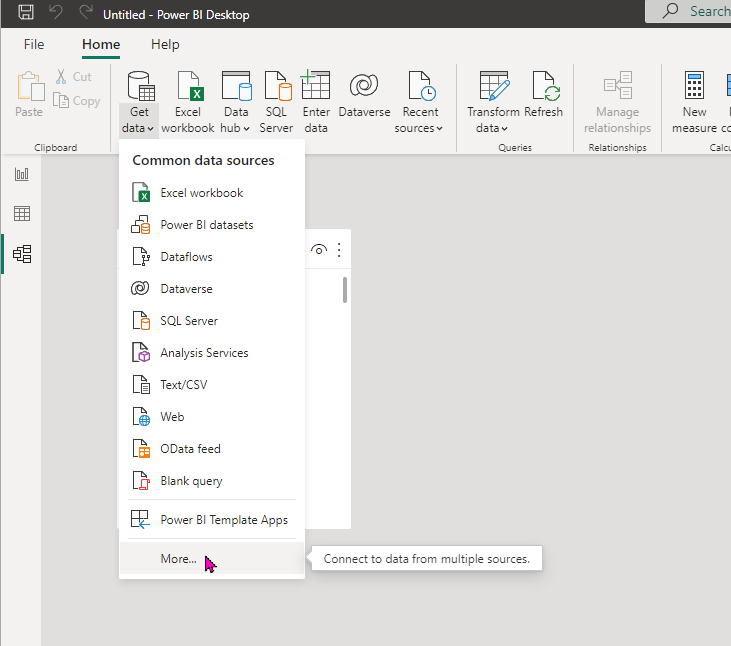 Untitled - Power BI Desktop
Search
File Home Help
Paste
Cut
Copy
Clipboard
Get data
Excel workbook
Data hub
SQL Server
Enter data
Dataverse
Recent sources
Transform data
Refresh
Queries
Manage relationships
Relationships
New measure
Common data sources
Excel workbook
Power BI datasets
Dataflows
Dataverse
SQL Server
Analysis Services
Text/CSV
Web
OData feed
Blank query
Power BI Template Apps
More...
Connect to data from multiple sources.